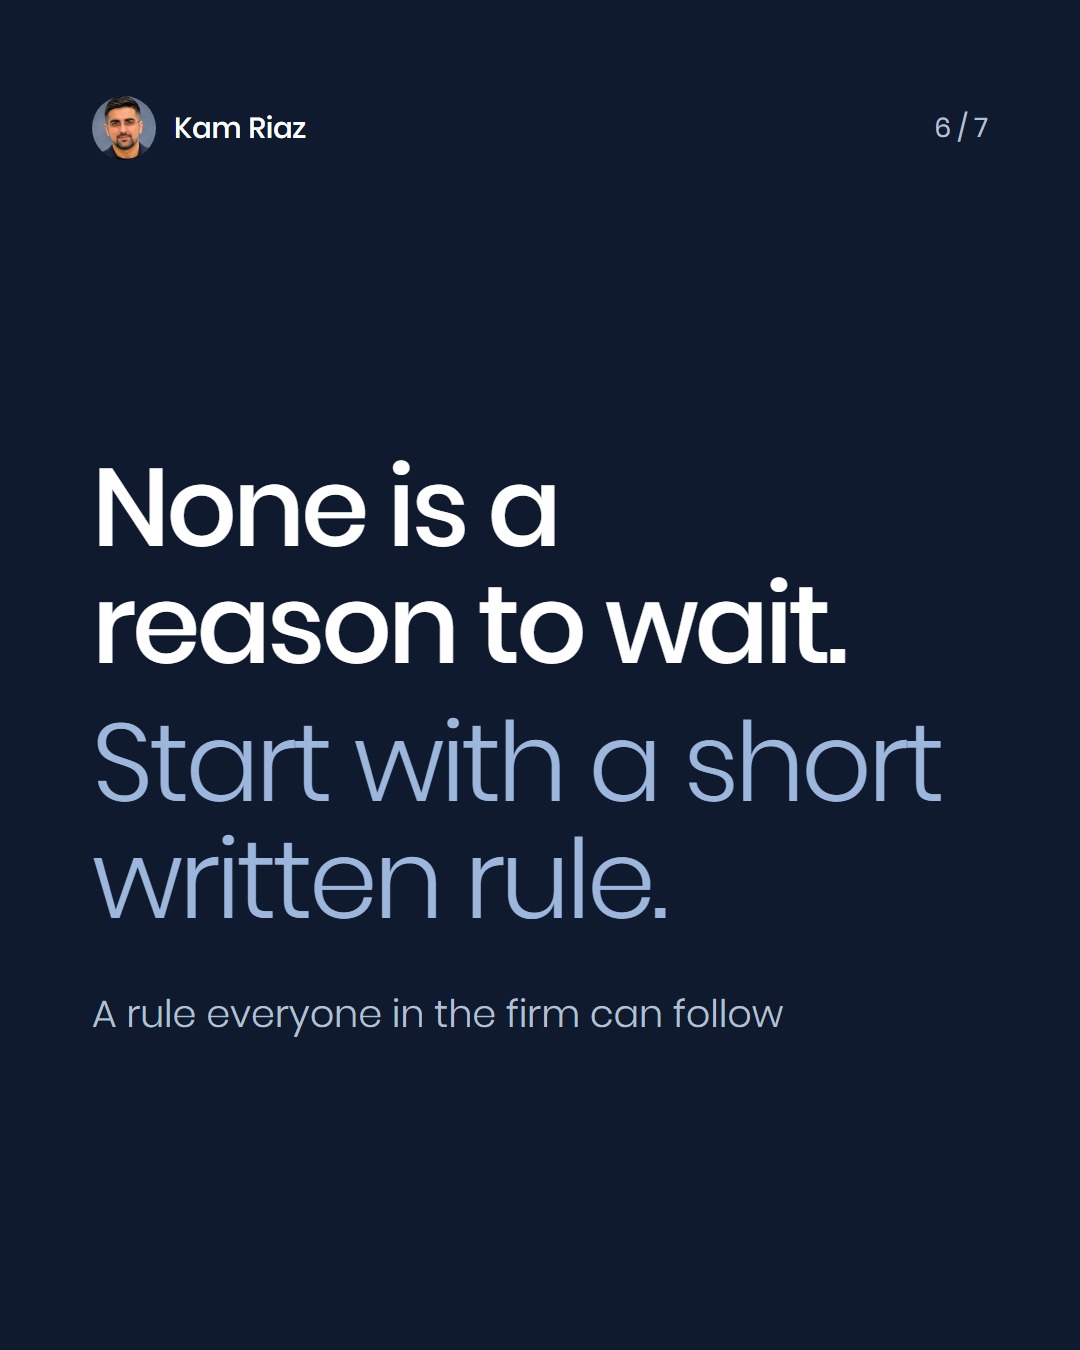 Kam Riaz
6 / 7
None is a
reason to wait.
Start with a short
written rule.
A rule everyone in the firm can follow